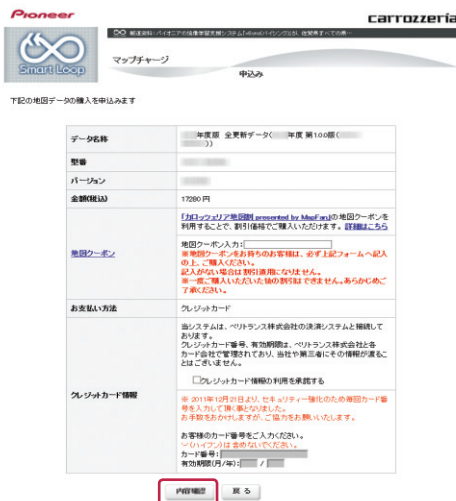 Pioneer
carrozzeria
Smart Loop
マップチャージ
申込み
下記の地図データの購入を申込みます
データ名称
年度版 全更新データ(
年度 第1.0.0版(
))
型番
バージョン
金額(税込)
17280 円
地図クーポン
「カロッツェリア地図割 presented by MapFan」の地図クーポンを
利用することで、割引価格でご購入いただけます。詳細はこちら
地図クーポン入力:
※地図クーポンをお持ちのお客様は、必ず上記フォームへ記入
の上、ご購入ください。
記入がない場合は割引適用になりません。
※一度ご購入いただいた後の割引はできません。あらかじめご
了承ください。
お支払い方法
クレジットカード
クレジットカード情報
当システムは、ベリトランス株式会社の決済システムと接続して
おります。
クレジットカード番号、有効期限は、ベリトランス株式会社と各
カード会社で管理されており、当社や第三者にその情報が渡るこ
とはございません。
クレジットカード情報の利用を承諾する
※ 2011年12月21日より、セキュリティー強化のため毎回カード番
号を入力して頂く事となりました。
お手数をおかけしますが、ご協力をお願いいたします。
お客様のカード番号をご入力ください。
'-'(ハイフン)は含めないでください。
カード番号:
有効期限(月/年): /
内容確認
戻る